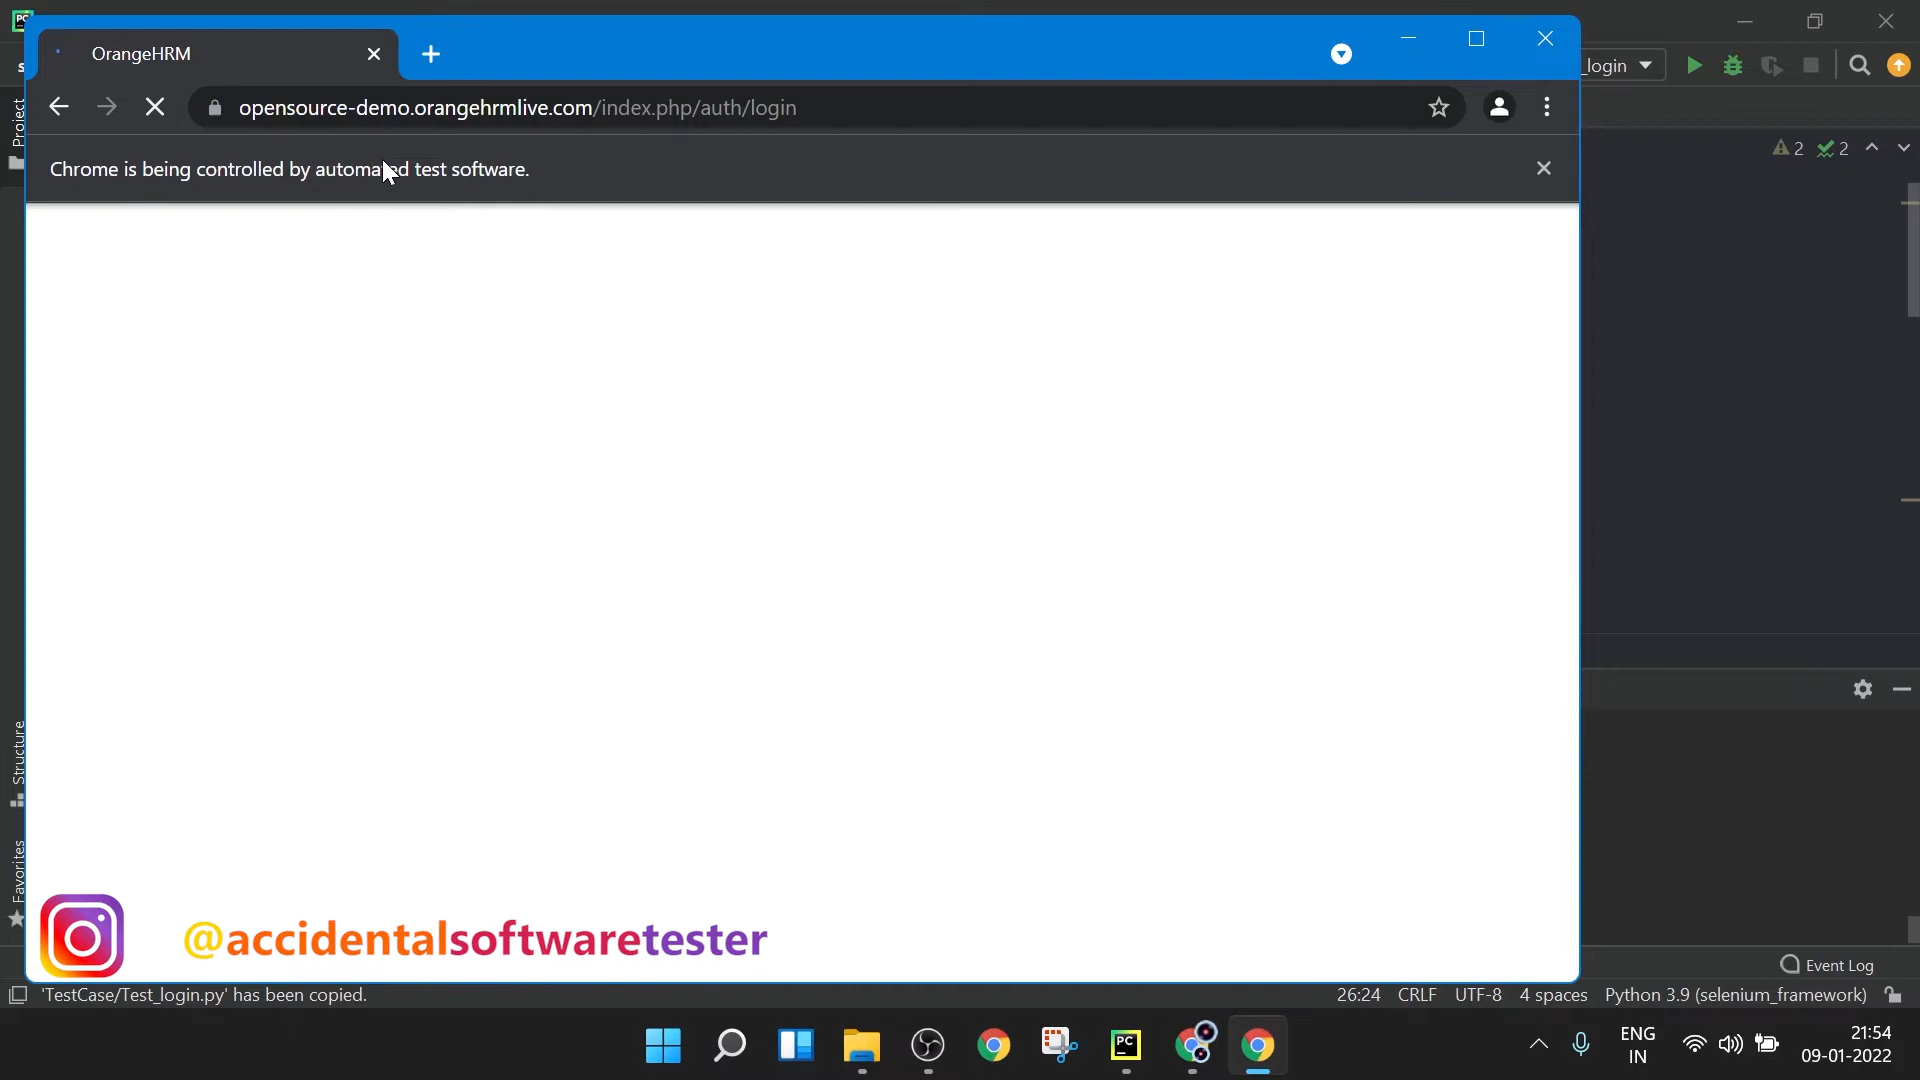 PC
OrangeHRM
_login
opensource-demo.orangehrmlive.com/index.php/auth/login
Project
2
2
Chrome is being controlled by automated test software.
Structure
Favorites
@accidentalsoftwaretester
Event Log
'TestCase/Test_login.py' has been copied.
26:24 CRLF UTF-8 4 spaces Python 3.9 (selenium_framework)
PC
ENG
IN
21:54
09-01-2022